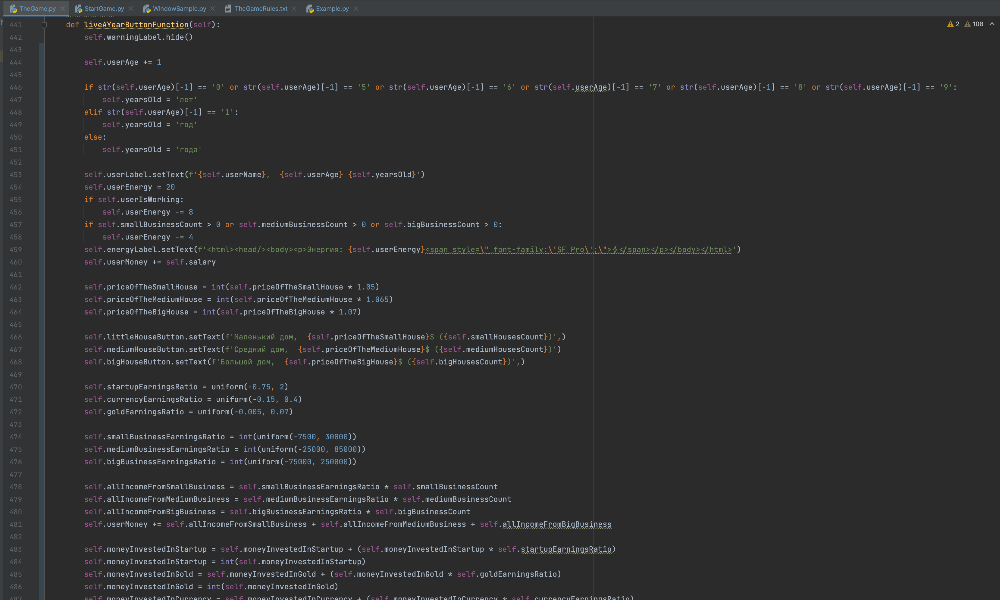 TheGame.py StartGame.py WindowSample.py TheGameRules.txt Example.py
2 108
441 def liveAYearButtonFunction(self):
442 self.warningLabel.hide()
443
444 self.userAge += 1
445
446 if str(self.userAge)[-1] == '0' or str(self.userAge)[-1] == '5' or str(self.userAge)[-1] == '6' or str(self.userAge)[-1] == '7' or str(self.userAge)[-1] == '8' or str(self.userAge)[-1] == '9':
447 self.yearsOld = 'лет'
448 elif str(self.userAge)[-1] == '1':
449 self.yearsOld = 'год'
450 else:
451 self.yearsOld = 'года'
452
453 self.userLabel.setText(f'{self.userName},  {self.userAge} {self.yearsOld}')
454 self.userEnergy = 20
455 if self.userIsWorking:
456 self.userEnergy -= 8
457 if self.smallBusinessCount > 0 or self.mediumBusinessCount > 0 or self.bigBusinessCount > 0:
458 self.userEnergy -= 4
459 self.energyLabel.setText(f'<html><head/><body><p>Энергия: {self.userEnergy}<span style=\" font-family:\'SF Pro\';\">⚡</span></p></body></html>')
460 self.userMoney += self.salary
461
462 self.priceOfTheSmallHouse = int(self.priceOfTheSmallHouse * 1.05)
463 self.priceOfTheMediumHouse = int(self.priceOfTheMediumHouse * 1.065)
464 self.priceOfTheBigHouse = int(self.priceOfTheBigHouse * 1.07)
465
466 self.littleHouseButton.setText(f'Маленький дом,  {self.priceOfTheSmallHouse}$ ({self.smallHousesCount})',)
467 self.mediumHouseButton.setText(f'Средний дом,  {self.priceOfTheMediumHouse}$ ({self.mediumHousesCount})')
468 self.bigHouseButton.setText(f'Большой дом,  {self.priceOfTheBigHouse}$ ({self.bigHousesCount})',)
469
470 self.startupEarningsRatio = uniform(-0.75, 2)
471 self.currencyEarningsRatio = uniform(-0.15, 0.4)
472 self.goldEarningsRatio = uniform(-0.005, 0.07)
473
474 self.smallBusinessEarningsRatio = int(uniform(-7500, 30000))
475 self.mediumBusinessEarningsRatio = int(uniform(-25000, 85000))
476 self.bigBusinessEarningsRatio = int(uniform(-75000, 250000))
477
478 self.allIncomeFromSmallBusiness = self.smallBusinessEarningsRatio * self.smallBusinessCount
479 self.allIncomeFromMediumBusiness = self.mediumBusinessEarningsRatio * self.mediumBusinessCount
480 self.allIncomeFromBigBusiness = self.bigBusinessEarningsRatio * self.bigBusinessCount
481 self.userMoney += self.allIncomeFromSmallBusiness + self.allIncomeFromMediumBusiness + self.allIncomeFromBigBusiness
482
483 self.moneyInvestedInStartup = self.moneyInvestedInStartup + (self.moneyInvestedInStartup * self.startupEarningsRatio)
484 self.moneyInvestedInStartup = int(self.moneyInvestedInStartup)
485 self.moneyInvestedInGold = self.moneyInvestedInGold + (self.moneyInvestedInGold * self.goldEarningsRatio)
486 self.moneyInvestedInGold = int(self.moneyInvestedInGold)
487 self.moneyInvestedInCurrency = self.moneyInvestedInCurrency + (self.moneyInvestedInCurrency * self.currencyEarningsRatio)